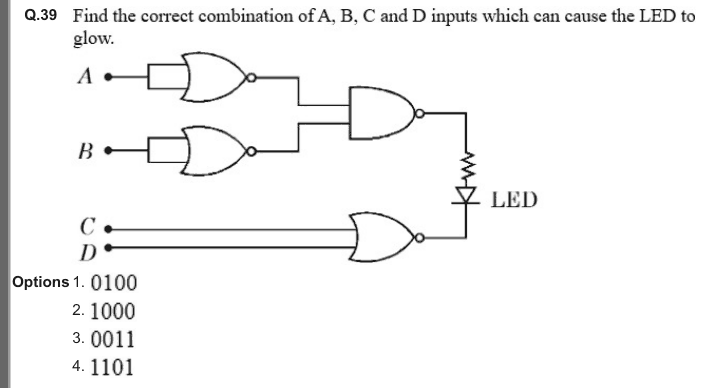 Q.39 Find the correct combination of A, B, C and D inputs which can cause the LED to
glow.
A
B
LED
C
D
Options 1. 0100
2. 1000
3. 0011
4. 1101